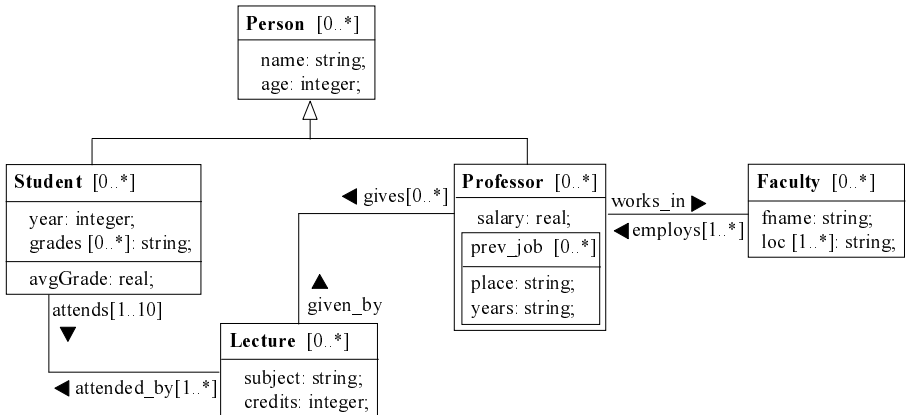 Person [0..*]
name: string;
age: integer;
Student [0..*]
year: integer;
grades [0..*]: string;
avgGrade: real;
attends[1..10]
gives[0..*]
Professor [0..*]
salary: real;
prev_job [0..*]
place: string;
years: string;
works_in
employs[1..*]
Faculty [0..*]
fname: string;
loc [1..*]: string;
given_by
Lecture [0..*]
subject: string;
credits: integer;
attended_by[1..*]